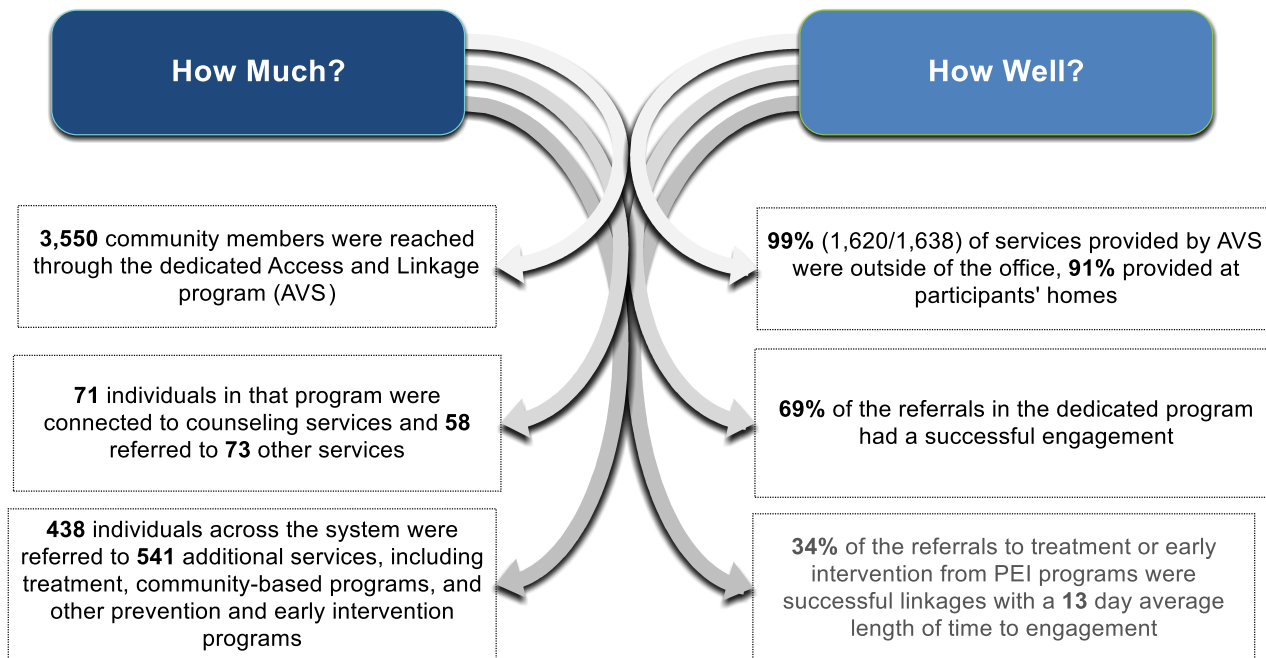 How Much?
How Well?
3,550 community members were reached
through the dedicated Access and Linkage
program (AVS)
99% (1,620/1,638) of services provided by AVS
were outside of the office, 91% provided at
participants' homes
71 individuals in that program were
connected to counseling services and 58
referred to 73 other services
69% of the referrals in the dedicated program
had a successful engagement
438 individuals across the system were
referred to 541 additional services, including
treatment, community-based programs, and
other prevention and early intervention
programs
34% of the referrals to treatment or early
intervention from PEI programs were
successful linkages with a 13 day average
length of time to engagement